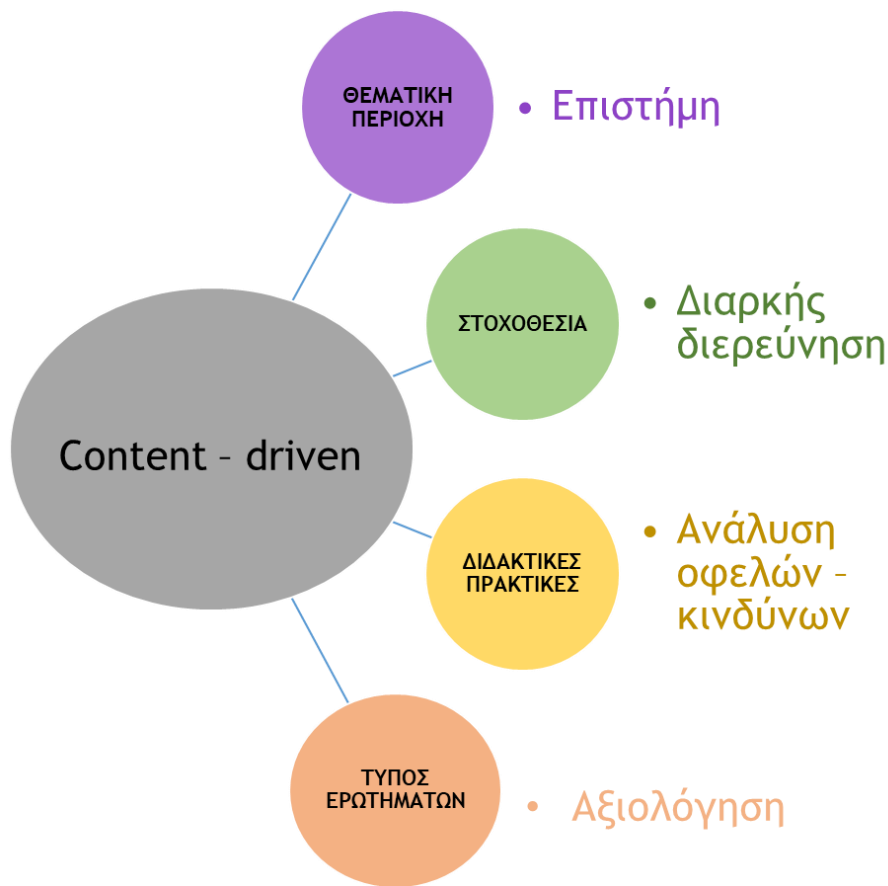 ΘΕΜΑΤΙΚΗ
ΠΕΡΙΟΧΗ
• Επιστήμη
ΣΤΟΧΟΘΕΣΙΑ
• Διαρκής
διερεύνηση
Content – driven
ΔΙΔΑΚΤΙΚΕΣ
ΠΡΑΚΤΙΚΕΣ
• Ανάλυση
οφελών –
κινδύνων
ΤΥΠΟΣ
ΕΡΩΤΗΜΑΤΩΝ
• Αξιολόγηση